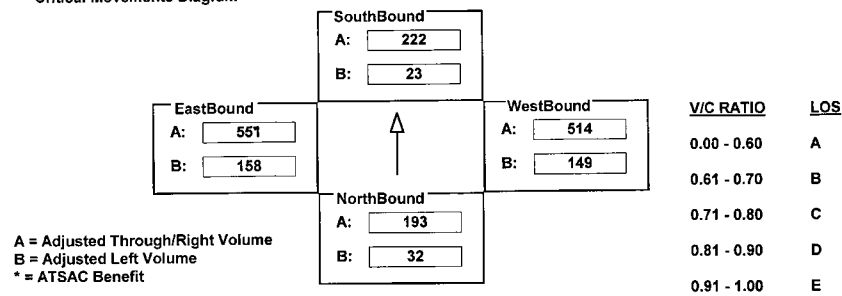 Critical Movements Diagram
SouthBound
A: 222
B: 23
EastBound
A: 551
B: 158
WestBound
A: 514
B: 149
NorthBound
A: 193
B: 32
A = Adjusted Through/Right Volume
B = Adjusted Left Volume
* = ATSAC Benefit
V/C RATIO LOS
0.00 - 0.60 A
0.61 - 0.70 B
0.71 - 0.80 C
0.81 - 0.90 D
0.91 - 1.00 E